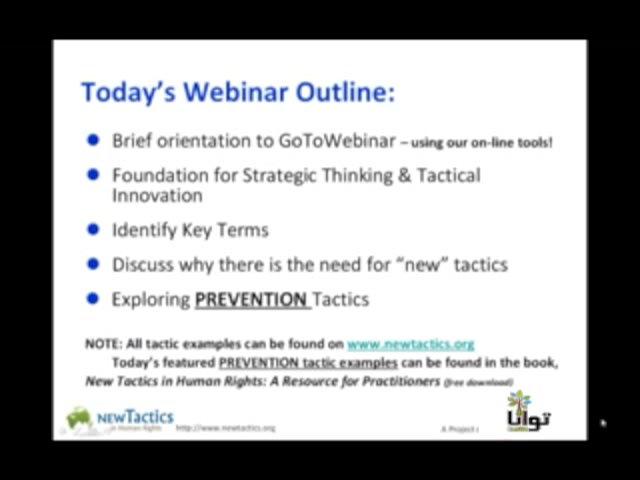 Today's Webinar Outline:
Brief orientation to GoToWebinar – using our on-line tools!
Foundation for Strategic Thinking & Tactical
Innovation
Identify Key Terms
Discuss why there is the need for "new" tactics
Exploring PREVENTION Tactics
NOTE: All tactic examples can be found on www.newtactics.org
Today's featured PREVENTION tactic examples can be found in the book,
New Tactics in Human Rights: A Resource for Practitioners (free download)
NEWTACTICS
in Human Rights
http://www.newtactics.org
A Project
توانا